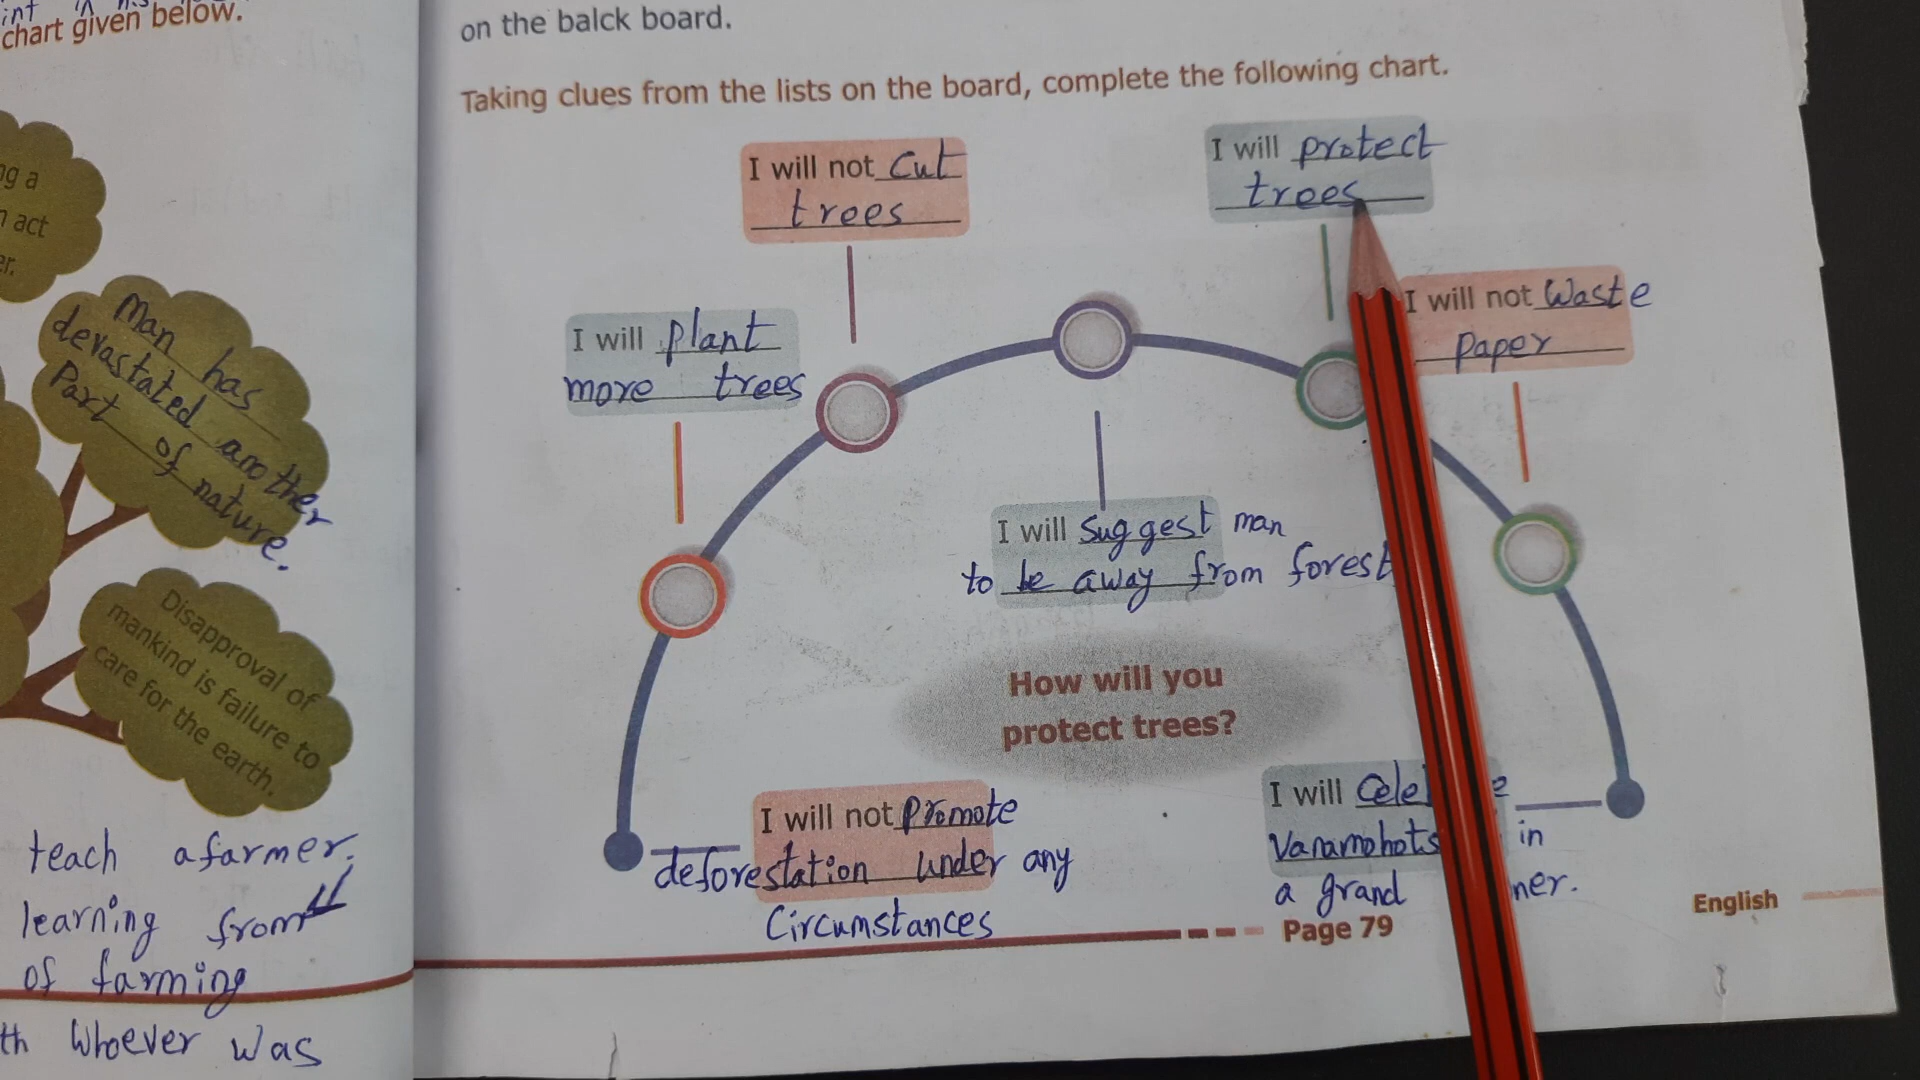 chart given below.
ng a
n act
er.
Man has
devastated another
Part of nature.
Disapproval of
mankind is failure to
care for the earth.
teach a farmer.
learning from
of farming
th Whoever was
on the balck board.
Taking clues from the lists on the board, complete the following chart.
I will not Cut
trees
I will protect
trees
I will plant
more trees
I will not Waste
paper
I will Suggest man
to be away from forest
How will you
protect trees?
I will not Promote
deforestation under any
Circumstances
I will Cele e
Vanamohots in
a grand ner.
Page 79
English